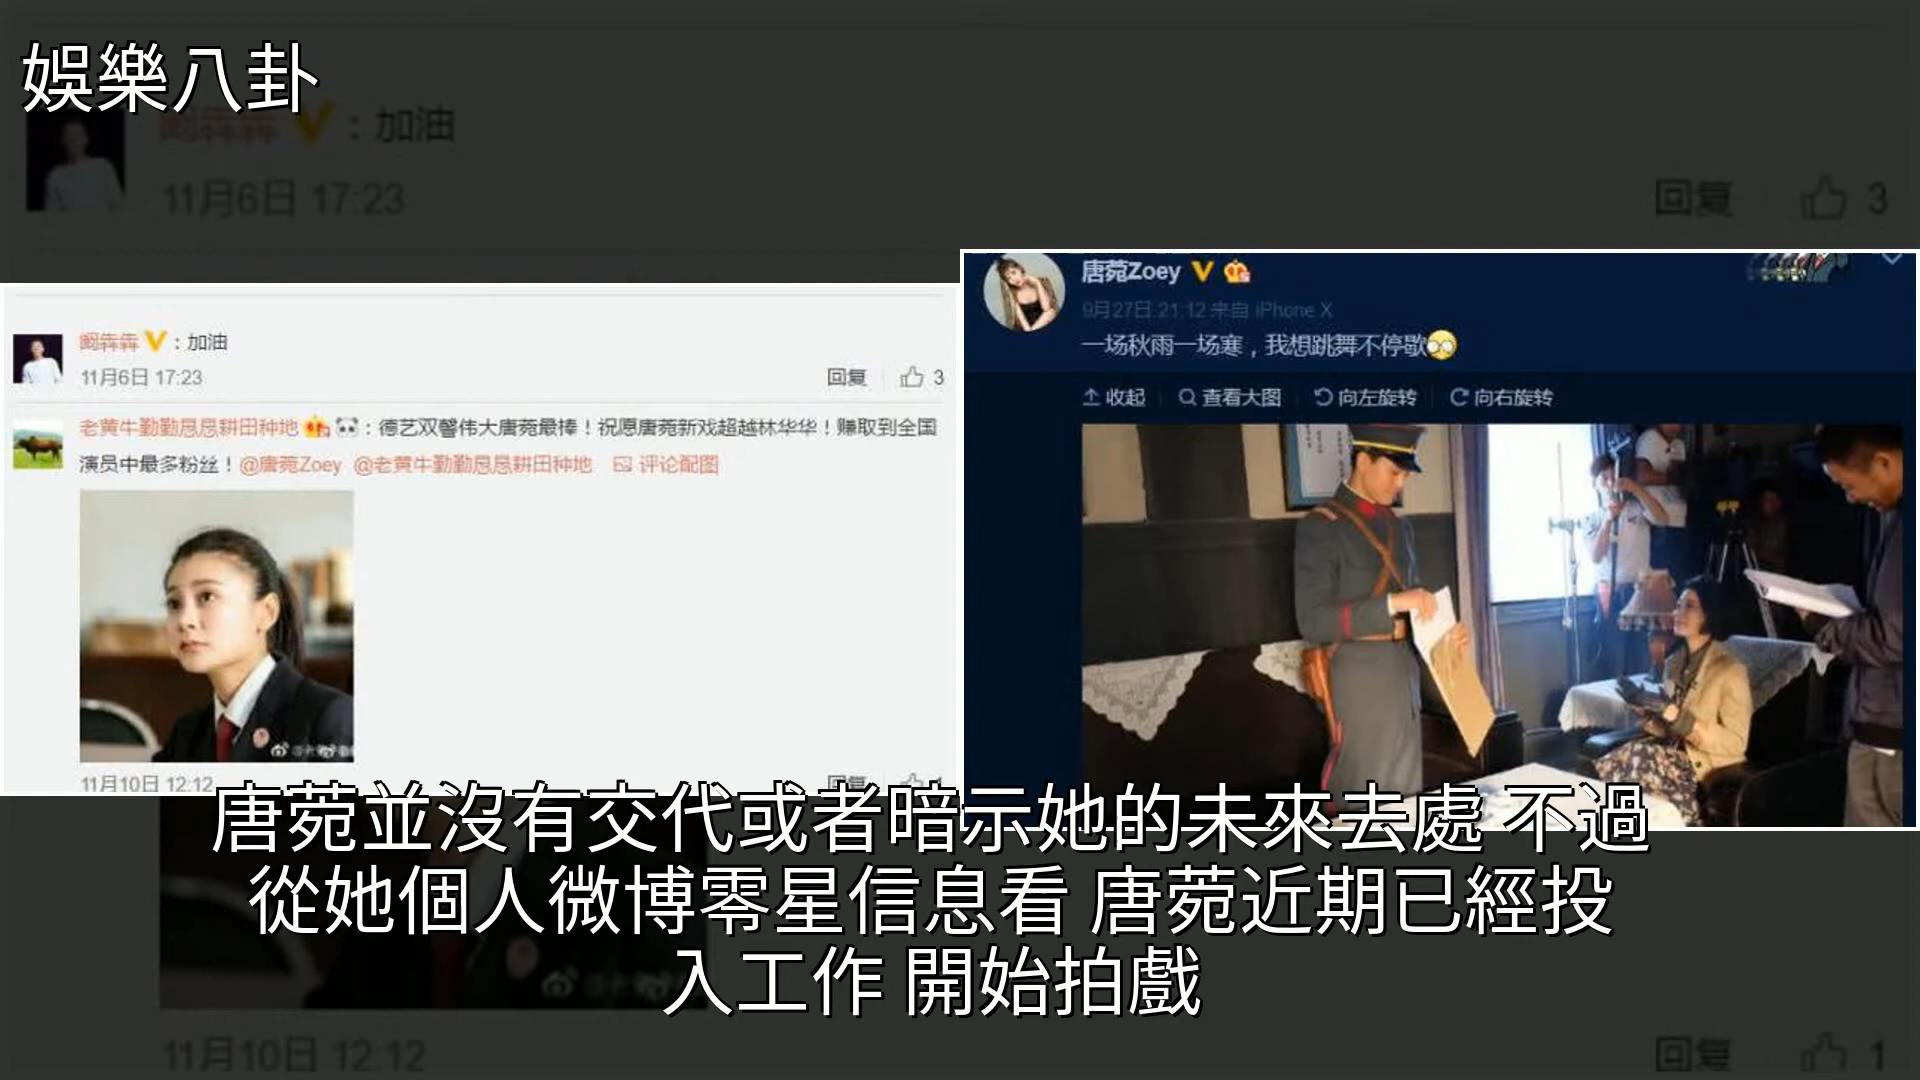 娛樂八卦
: 加油
11月6日 17:23
回复 3
阚犇犇 : 加油
11月6日 17:23
回复 3
老黄牛勤勤恳恳耕田种地 : 德艺双馨伟大唐菀最棒！祝愿唐菀新戏超越林华华！赚取到全国
演员中最多粉丝！@唐菀Zoey @老黄牛勤勤恳恳耕田种地 评论配图
11月10日 12:12
回复 1
唐菀Zoey
9月27日 21:12 来自 iPhone X
一场秋雨一场寒，我想跳舞不停歇
收起 查看大图 向左旋转 向右旋转
唐菀並沒有交代或者暗示她的未來去處 不過
從她個人微博零星信息看 唐菀近期已經投
入工作 開始拍戲
11月10日 12:12
回复 1